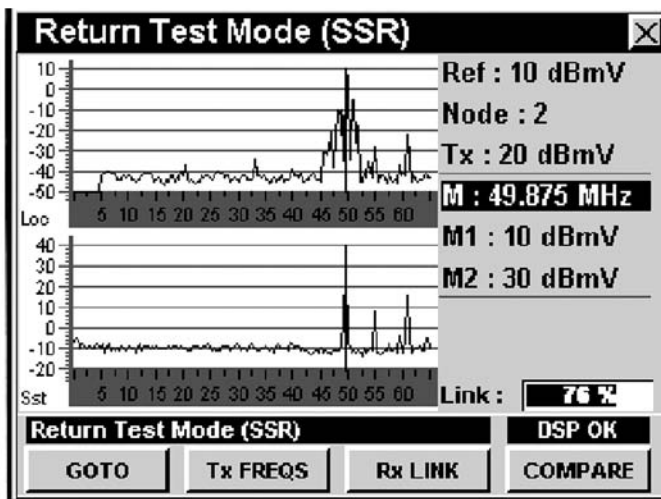 Return Test Mode (SSR)
10
0
-10
-20
-30
-40
-50
Loc
5 10 15 20 25 30 35 40 45 50 55 60
40
30
20
10
0
-10
-20
Sst
5 10 15 20 25 30 35 40 45 50 55 60
Ref : 10 dBmV
Node : 2
Tx : 20 dBmV
M : 49.875 MHz
M1 : 10 dBmV
M2 : 30 dBmV
Link : 76 %
Return Test Mode (SSR)
DSP OK
GOTO
Tx FREQS
Rx LINK
COMPARE